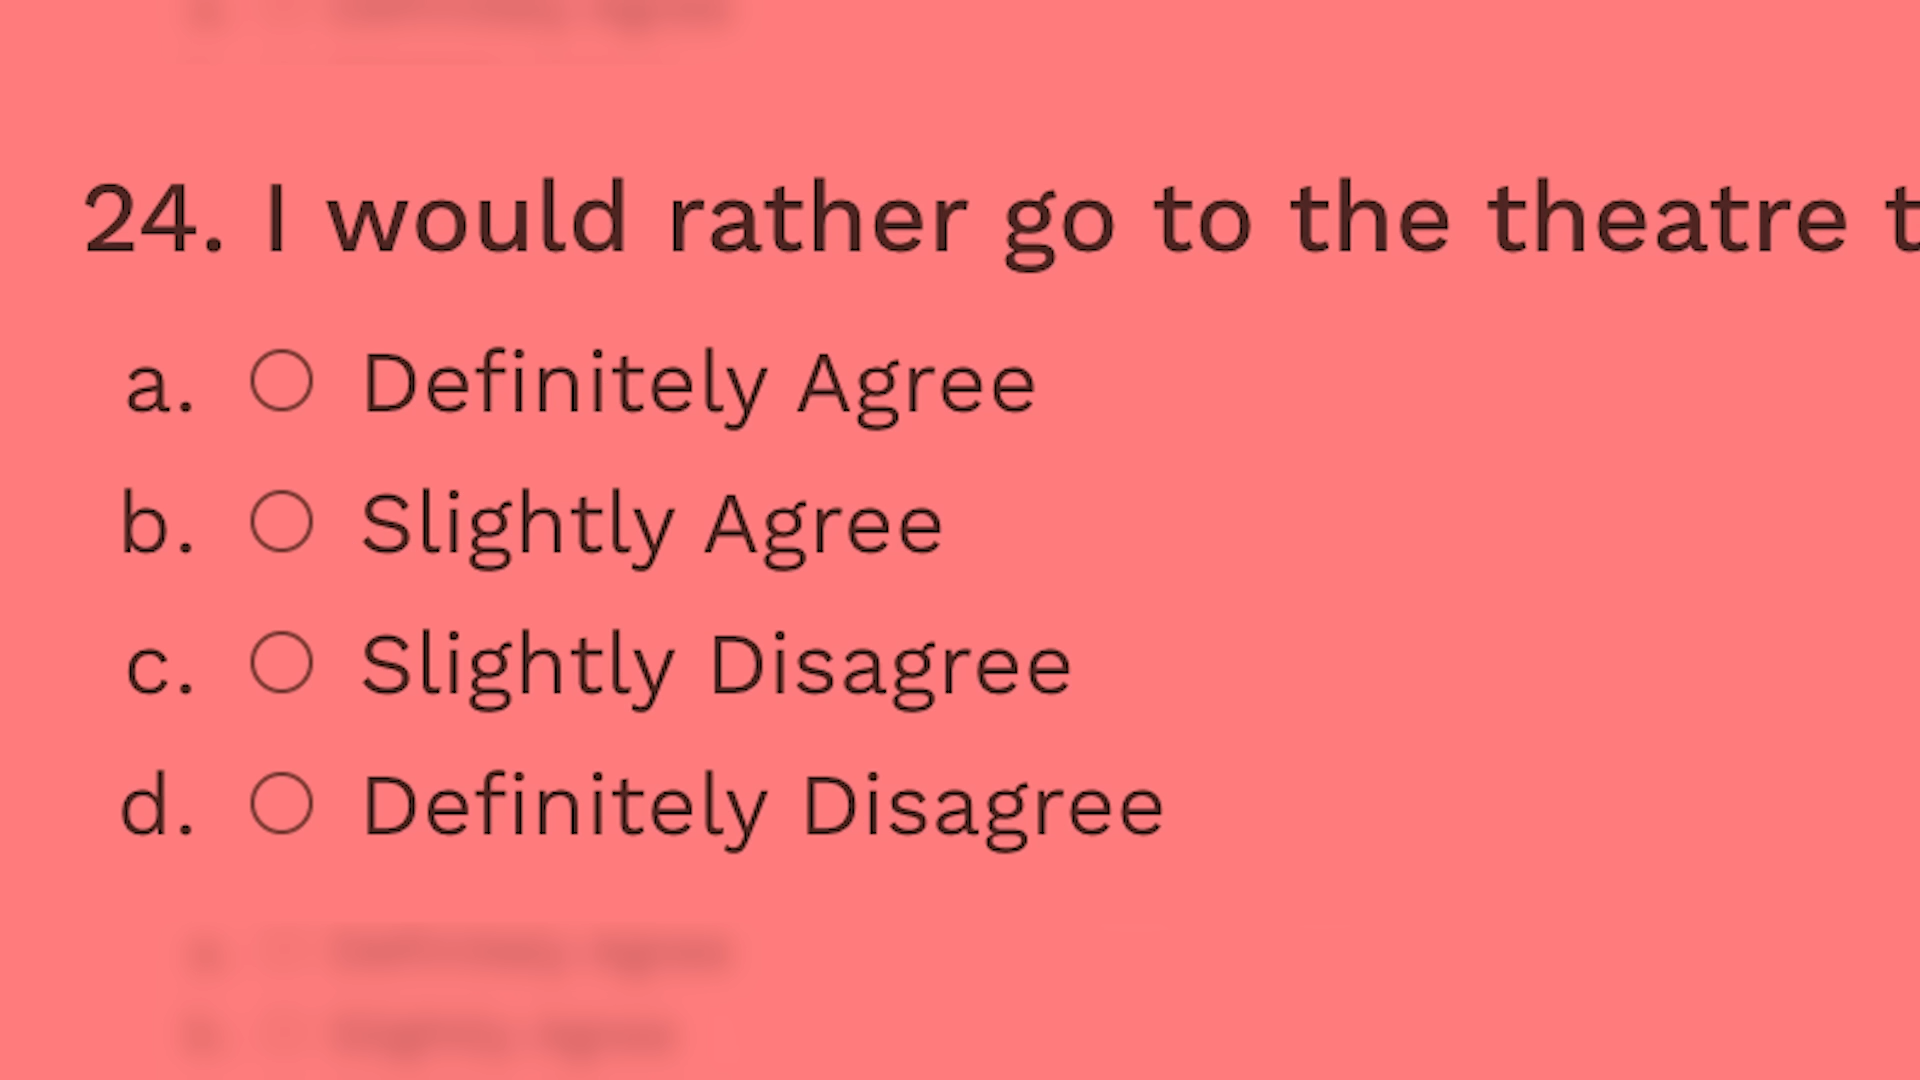 24. I would rather go to the theatre t
a. Definitely Agree
b. Slightly Agree
c. Slightly Disagree
d. Definitely Disagree